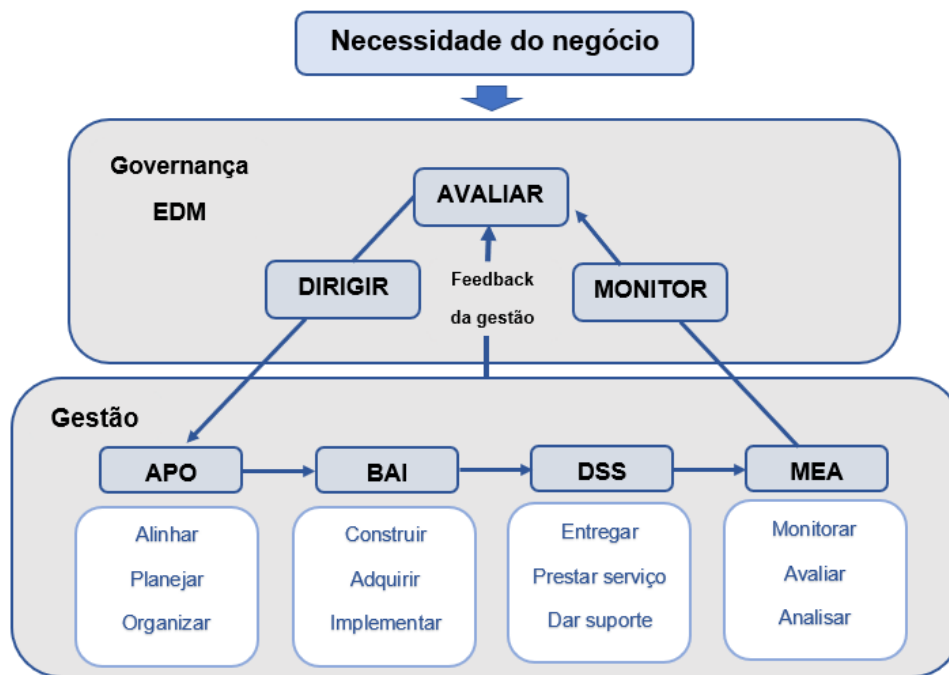 Necessidade do negócio
Governança
EDM
AVALIAR
DIRIGIR
Feedback
da gestão
MONITOR
Gestão
APO
BAI
DSS
MEA
Alinhar
Planejar
Organizar
Construir
Adquirir
Implementar
Entregar
Prestar serviço
Dar suporte
Monitorar
Avaliar
Analisar